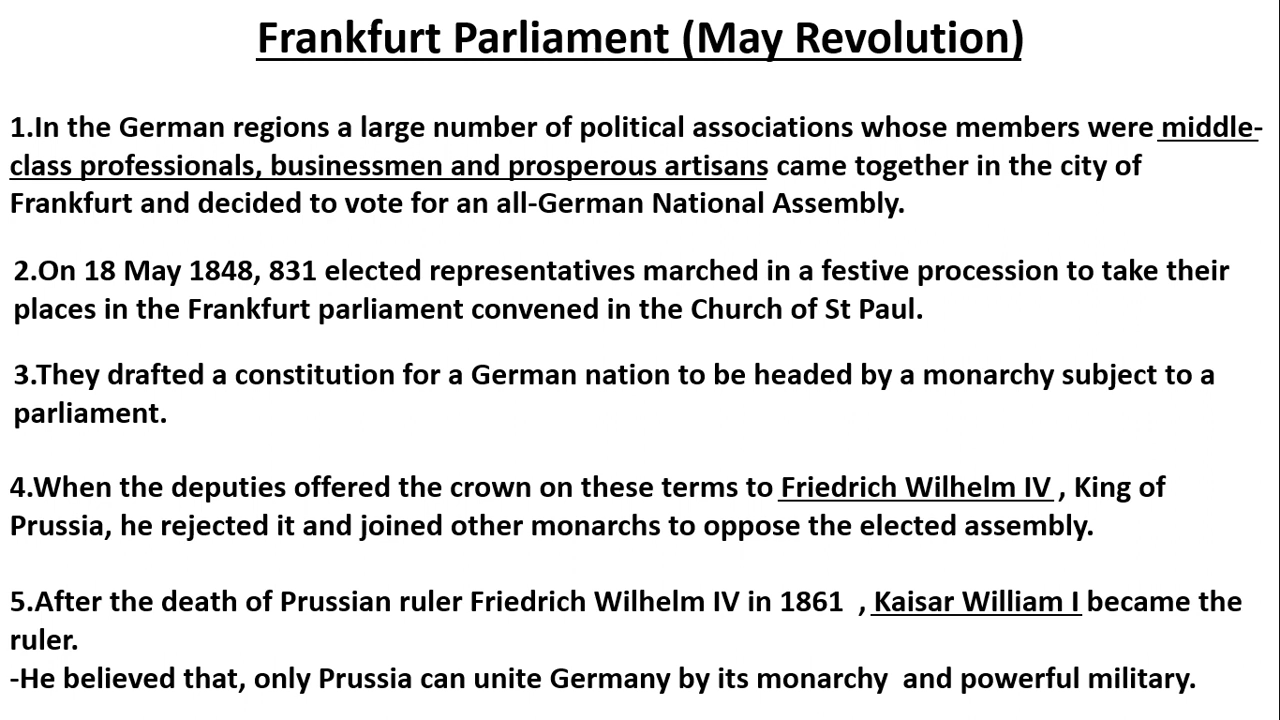 Frankfurt Parliament (May Revolution)
1.In the German regions a large number of political associations whose members were middle-
class professionals, businessmen and prosperous artisans came together in the city of
Frankfurt and decided to vote for an all-German National Assembly.
2.On 18 May 1848, 831 elected representatives marched in a festive procession to take their
places in the Frankfurt parliament convened in the Church of St Paul.
3.They drafted a constitution for a German nation to be headed by a monarchy subject to a
parliament.
4.When the deputies offered the crown on these terms to Friedrich Wilhelm IV , King of
Prussia, he rejected it and joined other monarchs to oppose the elected assembly.
5.After the death of Prussian ruler Friedrich Wilhelm IV in 1861 , Kaisar William I became the
ruler.
-He believed that, only Prussia can unite Germany by its monarchy and powerful military.